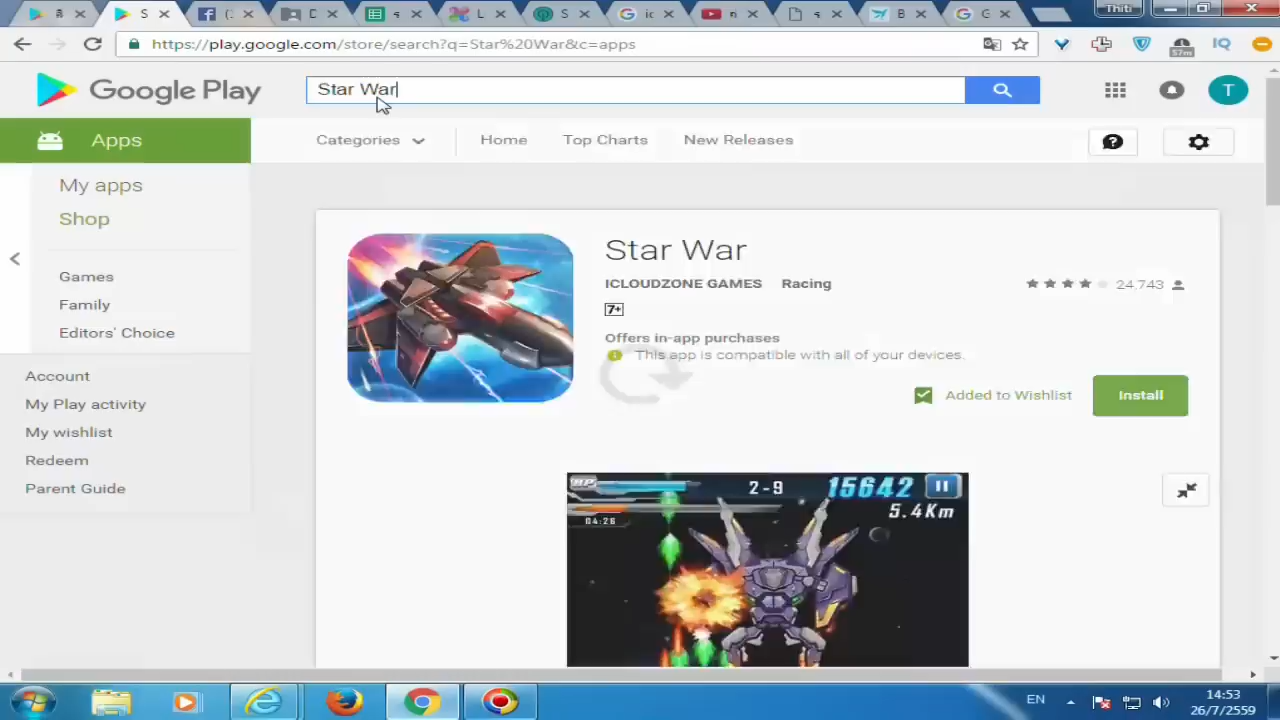 S
D
L
S
B
G
Thiti
https://play.google.com/store/search?q=Star%20War&c=apps
57m
IQ
Google Play
Star War
T
Apps
Categories
Home
Top Charts
New Releases
My apps
Shop
Games
Family
Editors' Choice
Account
My Play activity
My wishlist
Redeem
Parent Guide
Star War
ICLOUDZONE GAMES
Racing
24,743
7+
Offers in-app purchases
This app is compatible with all of your devices.
Added to Wishlist
Install
2-9
15642
5.4Km
04:26
EN
14:53
26/7/2559